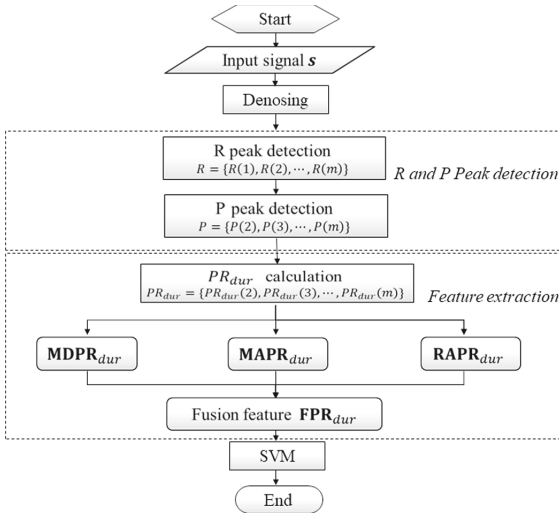 Start
Input signal s
Denosing
R peak detection
R = {R(1), R(2), ⋯, R(m)}
R and P Peak detection
P peak detection
P = {P(2), P(3), ⋯, P(m)}
PR_dur calculation
PR_dur = {PR_dur(2), PR_dur(3), ⋯, PR_dur(m)}
Feature extraction
MDPR_dur
MAPR_dur
RAPR_dur
Fusion feature FPR_dur
SVM
End